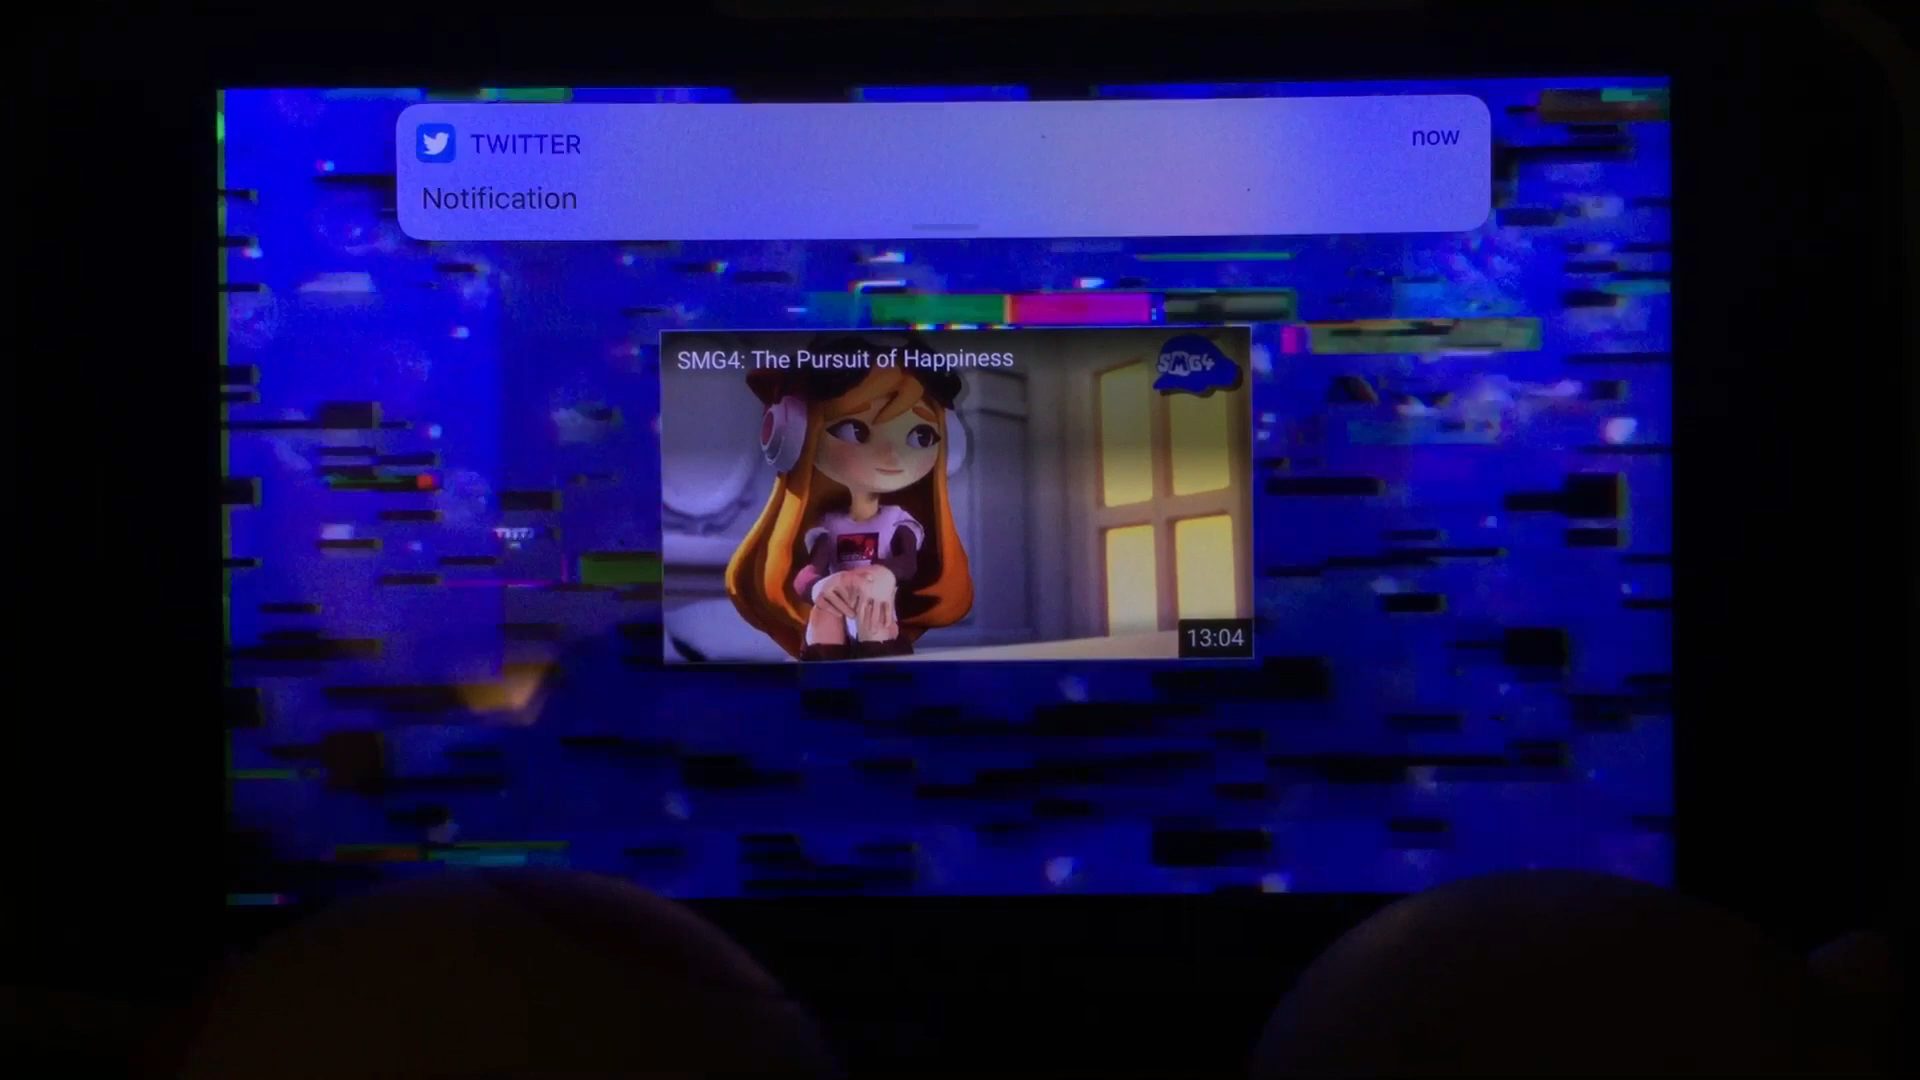 TWITTER
now
Notification
SMG4: The Pursuit of Happiness
SMG4
13:04